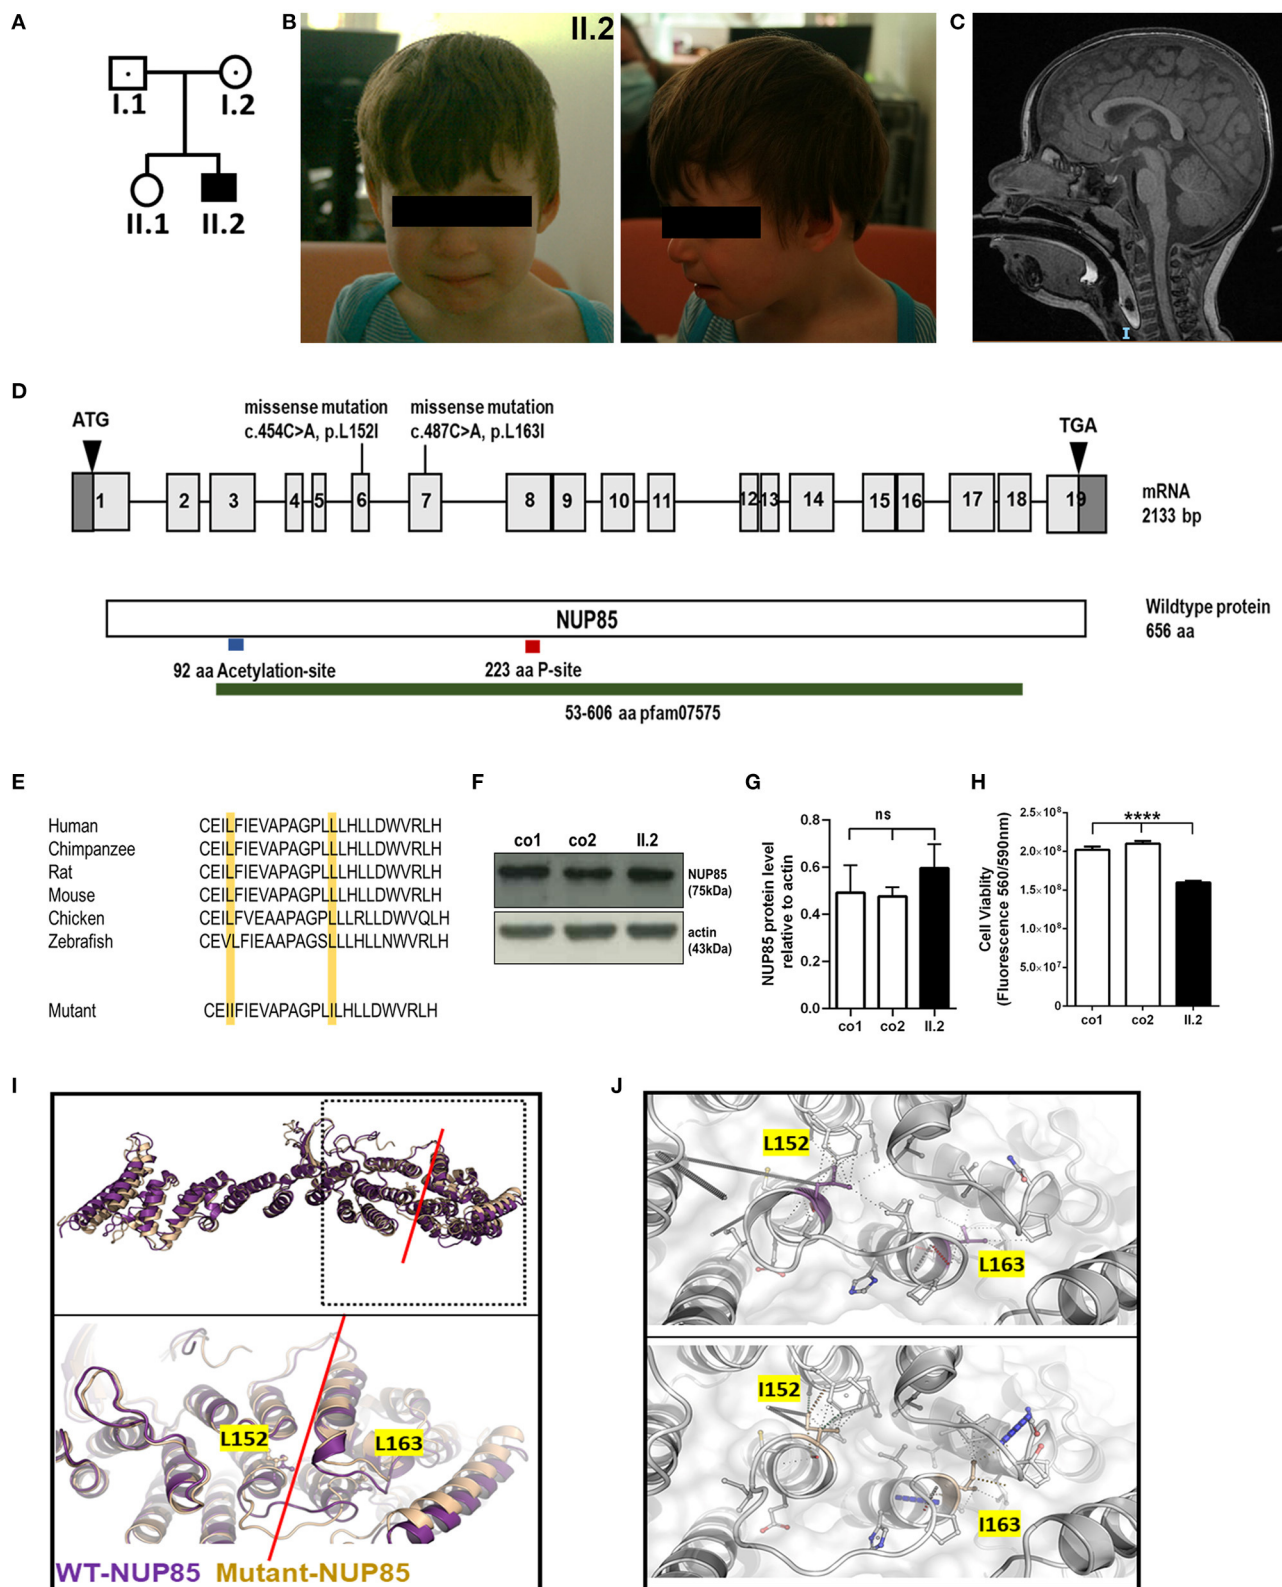 A
I.1
I.2
II.1
II.2
B
II.2
C
I
D
ATG
missense mutation
c.454C>A, p.L152I
missense mutation
c.487C>A, p.L163I
TGA
1 2 3 4 5 6 7 8 9 10 11 12 13 14 15 16 17 18 19
mRNA
2133 bp
NUP85
Wildtype protein
656 aa
92 aa Acetylation-site
223 aa P-site
53-606 aa pfam07575
E
Human CEILFIEVAPAGPLLLHLLDWVRLH
Chimpanzee CEILFIEVAPAGPLLLHLLDWVRLH
Rat CEILFIEVAPAGPLLLHLLDWVRLH
Mouse CEILFIEVAPAGPLLLHLLDWVRLH
Chicken CEILFVEAAPAGPLLLRLLDWVQLH
Zebrafish CEVLFIEAAPAGSLLLHLLNWVRLH
Mutant CEIIFIEVAPAGPLILHLLDWVRLH
F
co1 co2 II.2
NUP85
(75kDa)
actin
(43kDa)
G
NUP85 protein level
relative to actin
0.8
0.6
0.4
0.2
0.0
ns
co1 co2 II.2
H
Cell Viability
(Fluorescence 560/590nm)
2.5×10⁸
2.0×10⁸
1.5×10⁸
1.0×10⁸
5.0×10⁷
0
****
co1 co2 II.2
I
L152
L163
WT-NUP85 Mutant-NUP85
J
L152
L163
I152
I163